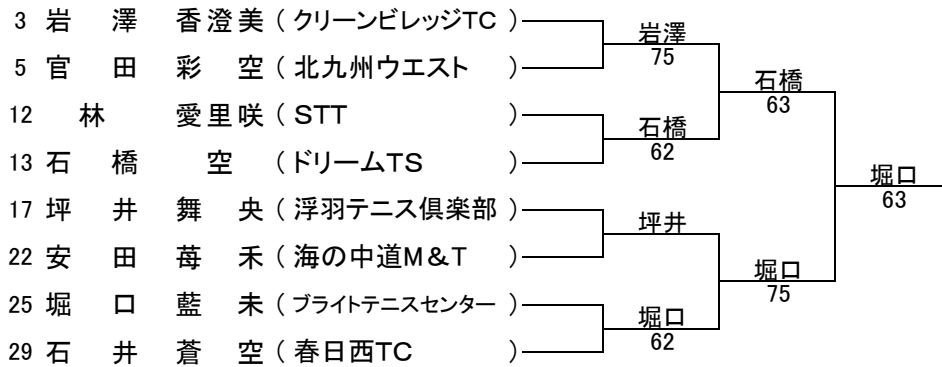 3 岩澤 香澄美 ( クリーンビレッジTC )
5 官田 彩空 ( 北九州ウエスト )
12 林 愛里咲 ( STT )
13 石橋 空 ( ドリームTS )
17 坪井 舞央 ( 浮羽テニス倶楽部 )
22 安田 苺禾 ( 海の中道M&T )
25 堀口 藍未 ( ブライトテニスセンター )
29 石井 蒼空 ( 春日西TC )
岩澤
75
石橋
62
坪井
堀口
62
石橋
63
堀口
75
堀口
63